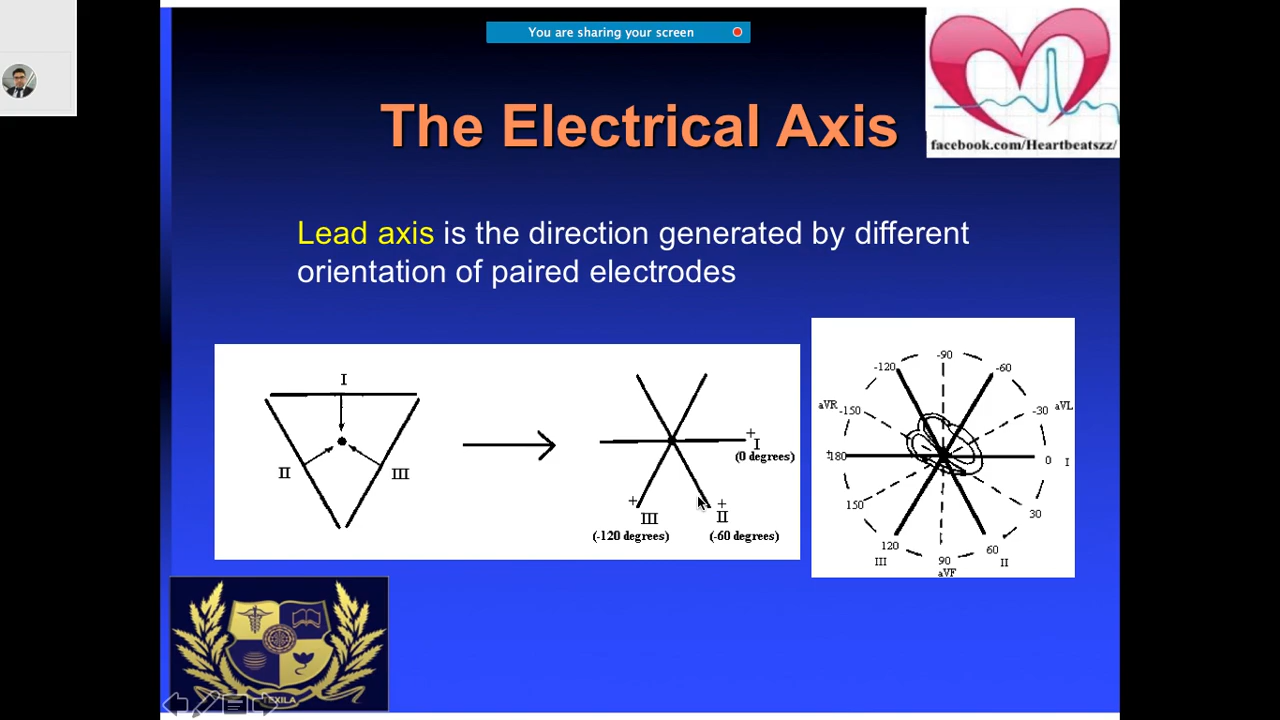 You are sharing your screen
The Electrical Axis
facebook.com/Heartbeatszz/
Lead axis is the direction generated by different
orientation of paired electrodes
I
II
III
+
I
(0 degrees)
+
III
(-120 degrees)
+
II
(-60 degrees)
-90
-120
-60
aVR
-150
-30
aVL
+180
0
I
150
30
120
III
60
II
90
aVF
TEXILA